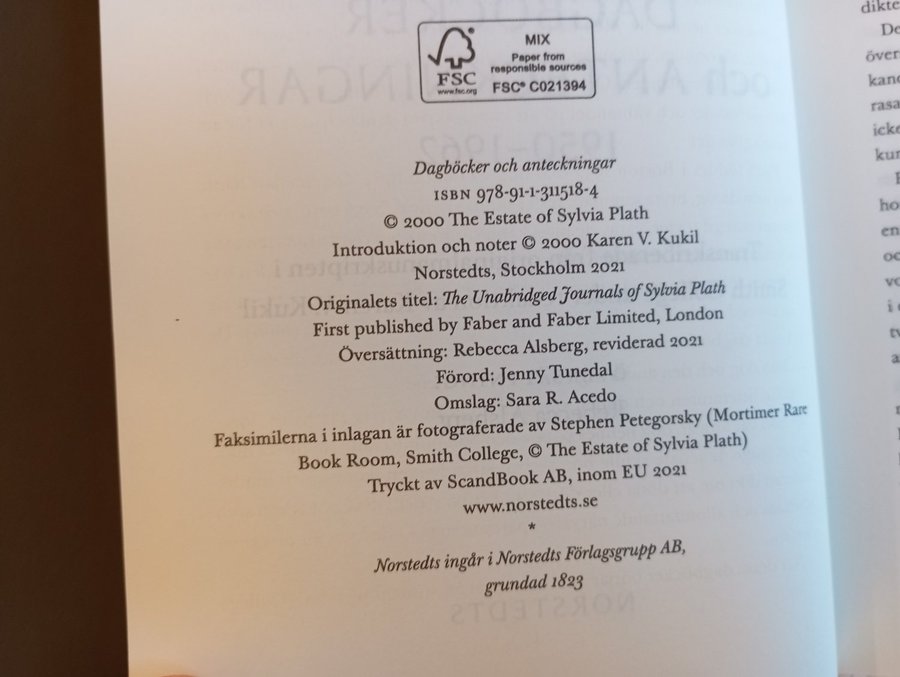 FSC
www.fsc.org
MIX
Paper from
responsible sources
FSC® C021394
Dagböcker och anteckningar
ISBN 978-91-1-311518-4
© 2000 The Estate of Sylvia Plath
Introduktion och noter © 2000 Karen V. Kukil
Norstedts, Stockholm 2021
Originalets titel: The Unabridged Journals of Sylvia Plath
First published by Faber and Faber Limited, London
Översättning: Rebecca Alsberg, reviderad 2021
Förord: Jenny Tunedal
Omslag: Sara R. Acedo
Faksimilerna i inlagan är fotograferade av Stephen Petegorsky (Mortimer Rare
Book Room, Smith College, © The Estate of Sylvia Plath)
Tryckt av ScandBook AB, inom EU 2021
www.norstedts.se
*
Norstedts ingår i Norstedts Förlagsgrupp AB,
grundad 1823